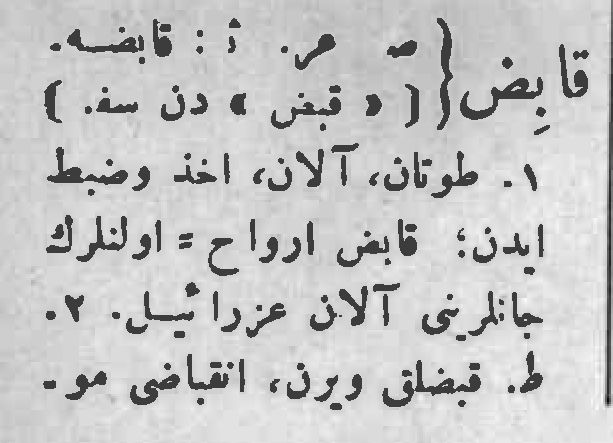 قابِض { ص مر. ث : قابضه.
( « قبض » دن سف. )
١. طوتان، آلان، اخذ وضبط
ايدن؛ قابض ارواح = اولنلرك
جانلرينى آلان عزرائيل. ٢.
ط. قبضلق ويرن، انقباضى مو-